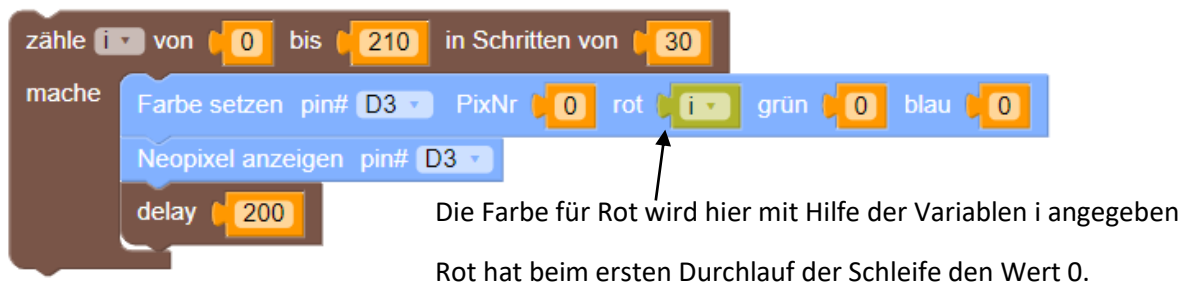 zähle i von 0 bis 210 in Schritten von 30
mache
Farbe setzen pin# D3 PixNr 0 rot i grün 0 blau 0
Neopixel anzeigen pin# D3
delay 200
Die Farbe für Rot wird hier mit Hilfe der Variablen i angegeben
Rot hat beim ersten Durchlauf der Schleife den Wert 0.